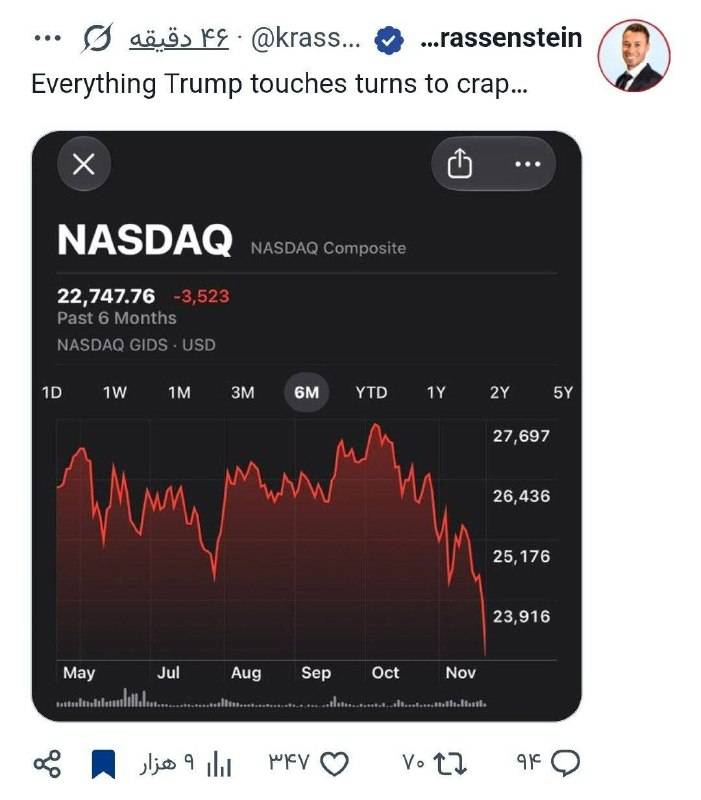 ...rassenstein @krass... · ۴۶ دقیقه
Everything Trump touches turns to crap...
NASDAQ NASDAQ Composite
22,747.76 -3,523
Past 6 Months
NASDAQ GIDS · USD
1D 1W 1M 3M 6M YTD 1Y 2Y 5Y
27,697
26,436
25,176
23,916
May Jul Aug Sep Oct Nov
۹۴ ۷۰ ۳۴۷ ۹ هزار